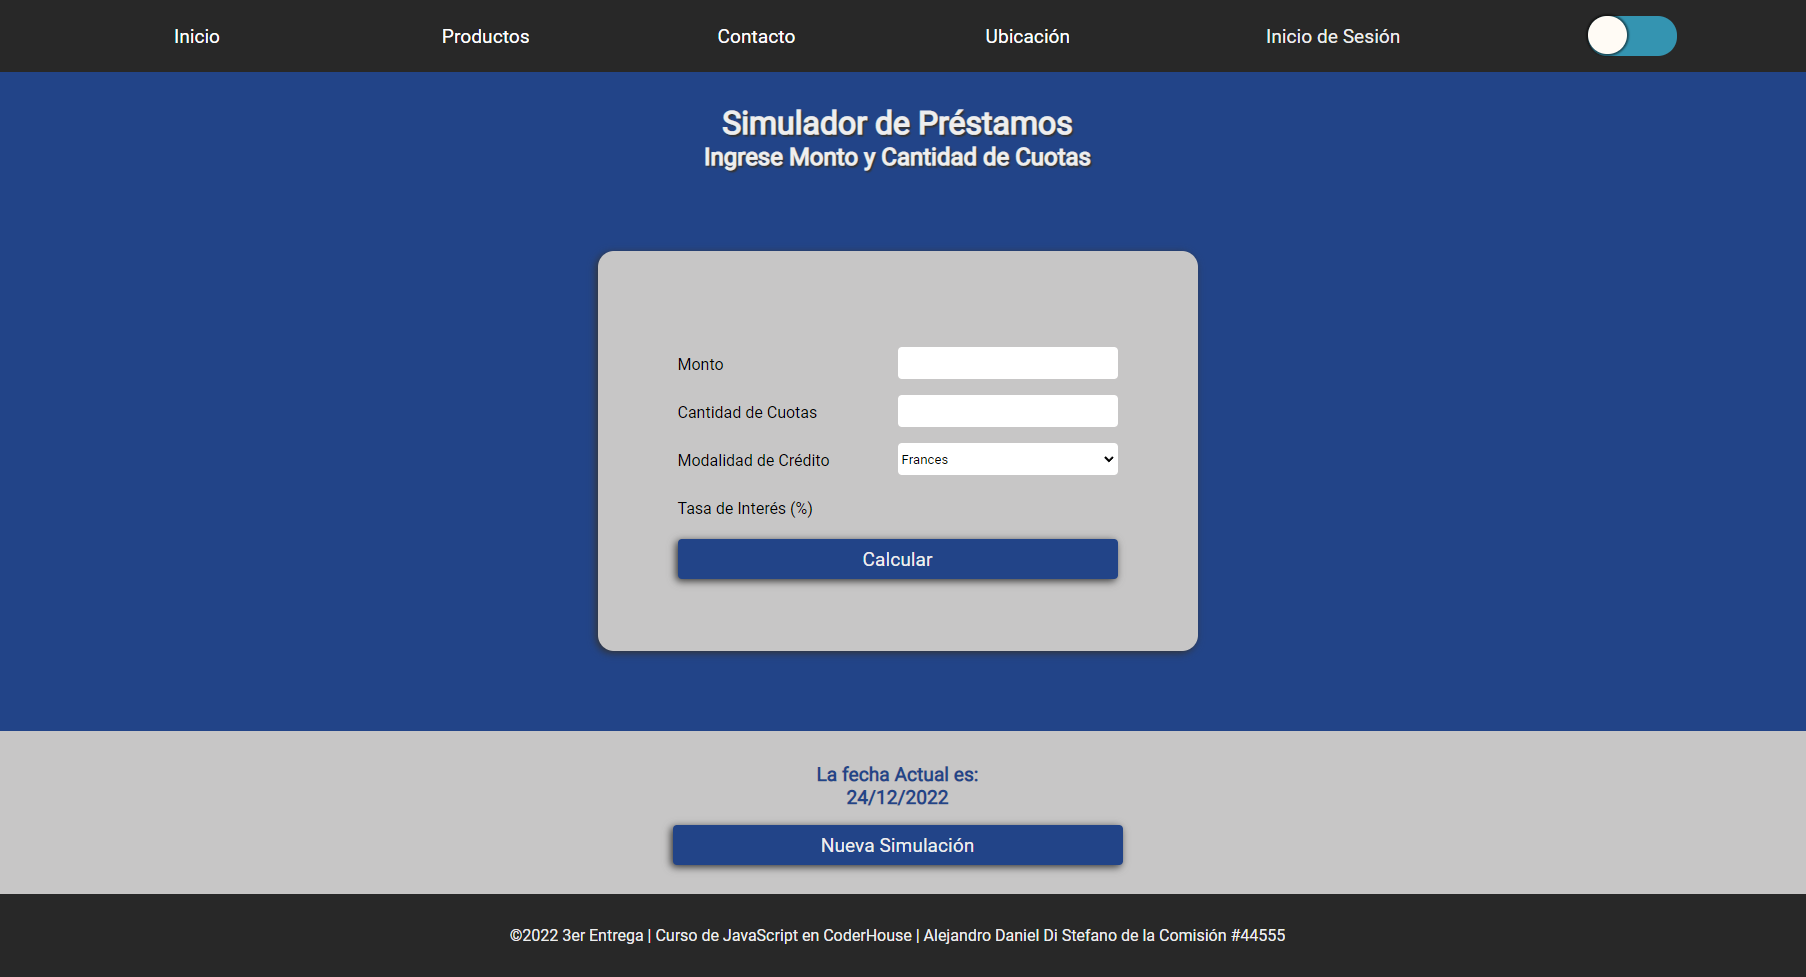 Inicio Productos Contacto Ubicación Inicio de Sesión
Simulador de Préstamos
Ingrese Monto y Cantidad de Cuotas
Monto
Cantidad de Cuotas
Modalidad de Crédito Frances
Tasa de Interés (%)
Calcular
La fecha Actual es:
24/12/2022
Nueva Simulación
©2022 3er Entrega | Curso de JavaScript en CoderHouse | Alejandro Daniel Di Stefano de la Comisión #44555